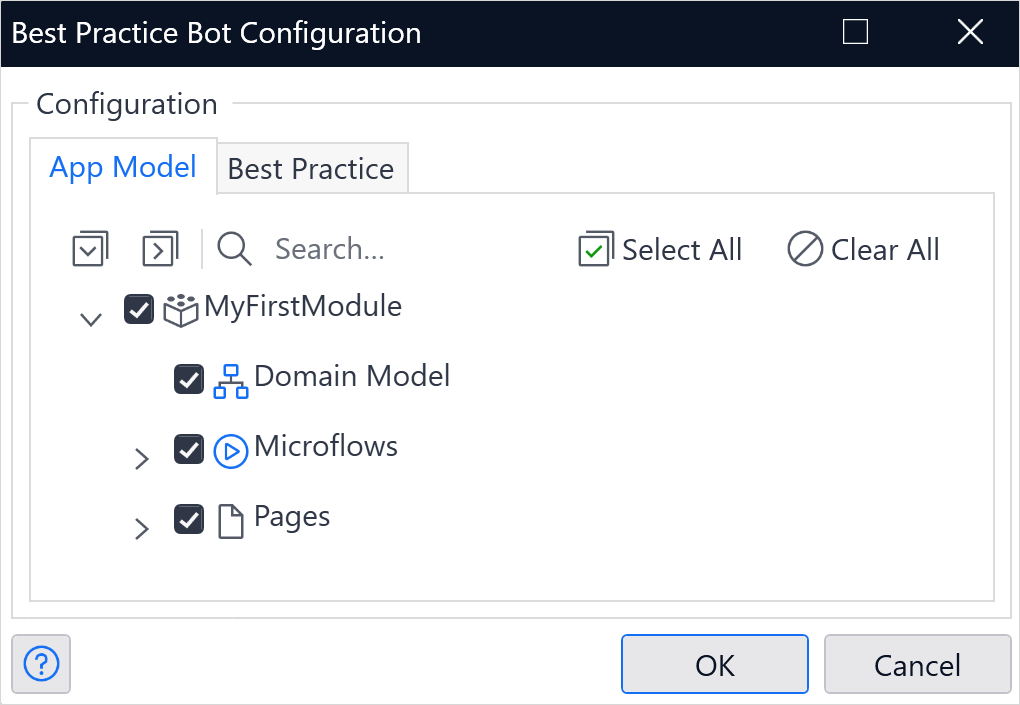 Best Practice Bot Configuration
Configuration
App Model
Best Practice
Search...
Select All
Clear All
MyFirstModule
Domain Model
Microflows
Pages
?
OK
Cancel